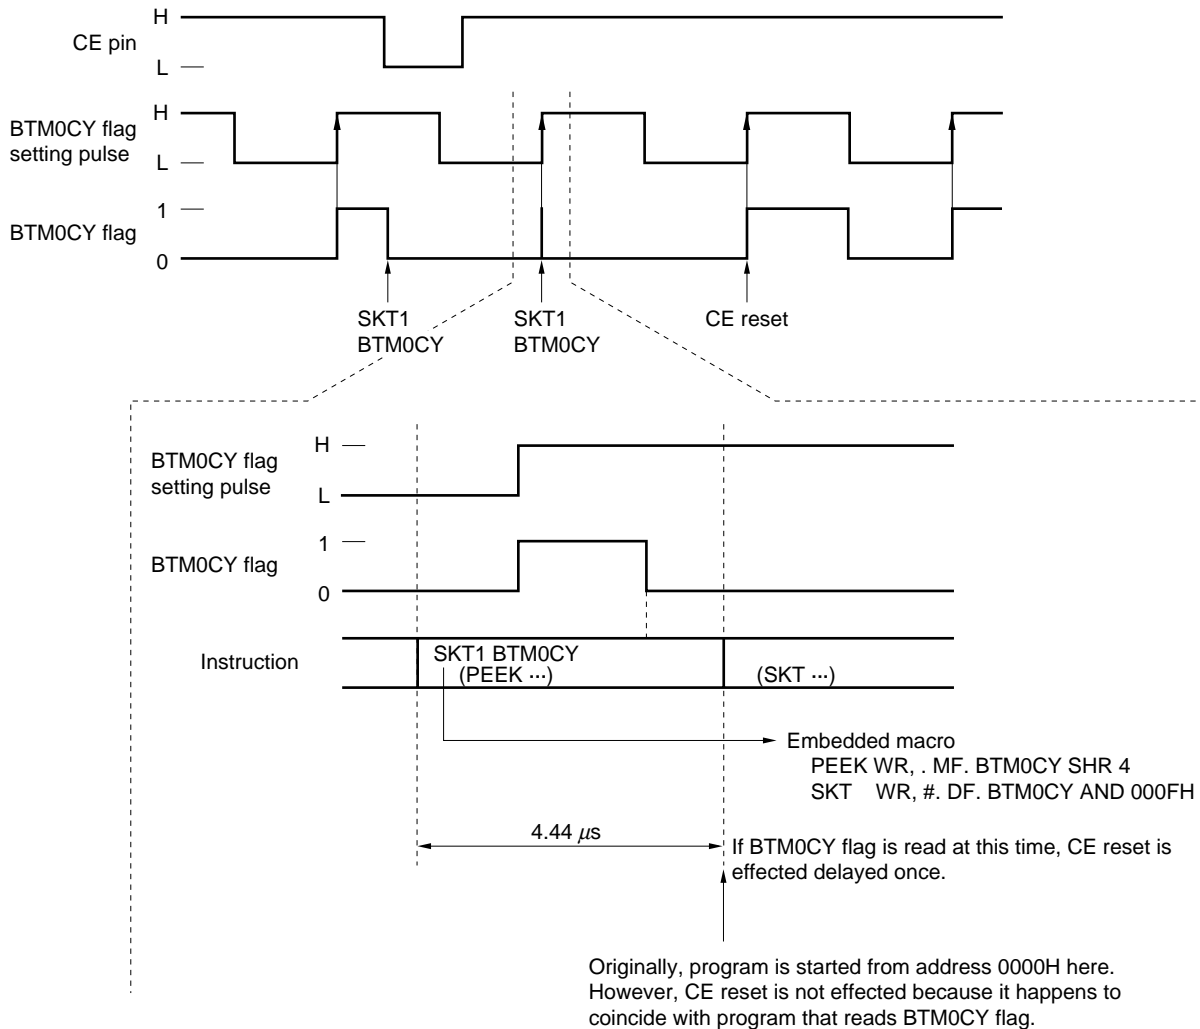 H
CE pin
L
H
BTM0CY flag
setting pulse
L
1
BTM0CY flag
0
SKT1
BTM0CY
SKT1
BTM0CY
CE reset
H
BTM0CY flag
setting pulse
L
1
BTM0CY flag
0
Instruction
SKT1 BTM0CY
(PEEK ···)
(SKT ···)
Embedded macro
PEEK WR, . MF. BTM0CY SHR 4
SKT WR, #. DF. BTM0CY AND 000FH
4.44 μs
If BTM0CY flag is read at this time, CE reset is
effected delayed once.
Originally, program is started from address 0000H here.
However, CE reset is not effected because it happens to
coincide with program that reads BTM0CY flag.